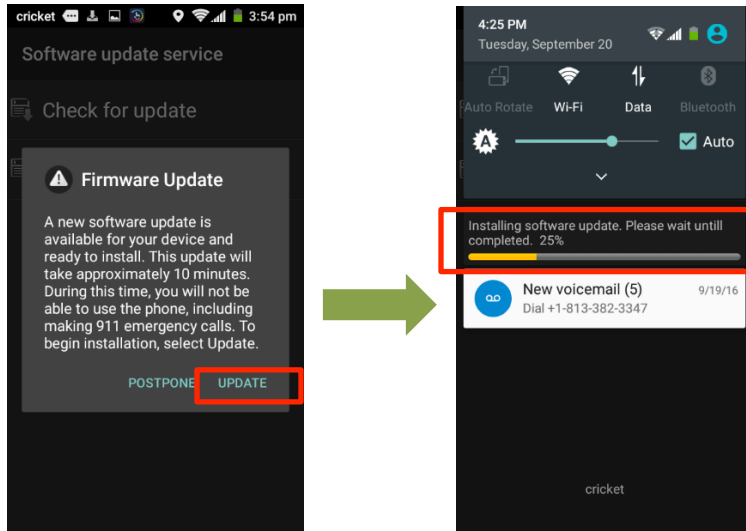 cricket 3:54 pm
Software update service
Check for update
Firmware Update
A new software update is
available for your device and
ready to install. This update will
take approximately 10 minutes.
During this time, you will not be
able to use the phone, including
making 911 emergency calls. To
begin installation, select Update.
POSTPONE UPDATE
4:25 PM
Tuesday, September 20
Auto Rotate Wi-Fi Data Bluetooth
A Auto
Installing software update. Please wait untill
completed. 25%
New voicemail (5) 9/19/16
Dial +1-813-382-3347
cricket